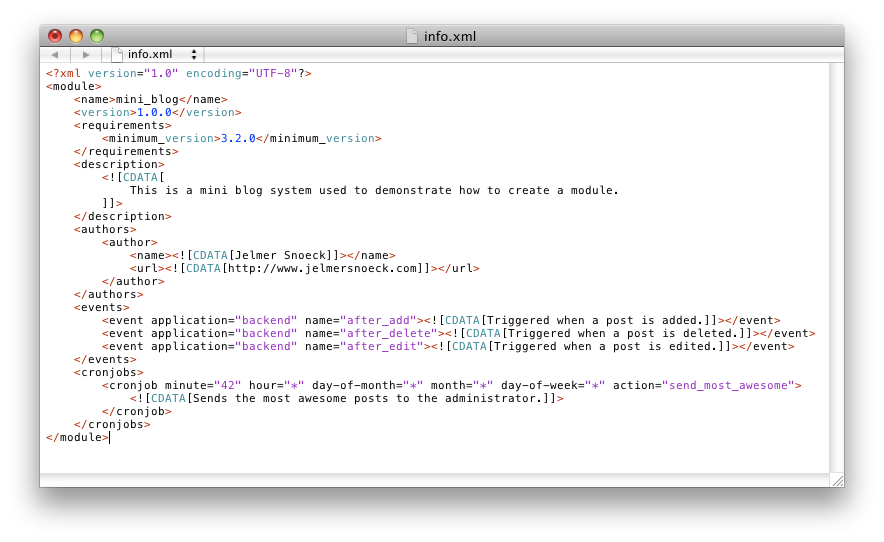 info.xml
info.xml
<?xml version="1.0" encoding="UTF-8"?>
<module>
    <name>mini_blog</name>
    <version>1.0.0</version>
    <requirements>
        <minimum_version>3.2.0</minimum_version>
    </requirements>
    <description>
        <![CDATA[
            This is a mini blog system used to demonstrate how to create a module.
        ]]>
    </description>
    <authors>
        <author>
            <name><![CDATA[Jelmer Snoeck]]></name>
            <url><![CDATA[http://www.jelmersnoeck.com]]></url>
        </author>
    </authors>
    <events>
        <event application="backend" name="after_add"><![CDATA[Triggered when a post is added.]]></event>
        <event application="backend" name="after_delete"><![CDATA[Triggered when a post is deleted.]]></event>
        <event application="backend" name="after_edit"><![CDATA[Triggered when a post is edited.]]></event>
    </events>
    <cronjobs>
        <cronjob minute="42" hour="*" day-of-month="*" month="*" day-of-week="*" action="send_most_awesome">
            <![CDATA[Sends the most awesome posts to the administrator.]]>
        </cronjob>
    </cronjobs>
</module>